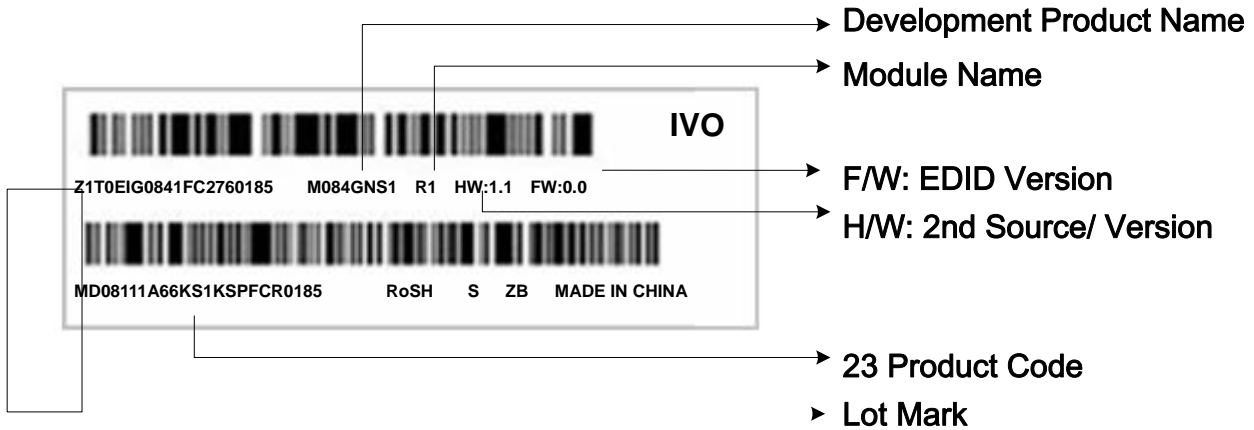 Development Product Name
Module Name
IVO
Z1T0EIG0841FC2760185 M084GNS1 R1 HW:1.1 FW:0.0
F/W: EDID Version
H/W: 2nd Source/ Version
MD08111A66KS1KSPFCR0185 RoSH S ZB MADE IN CHINA
23 Product Code
Lot Mark